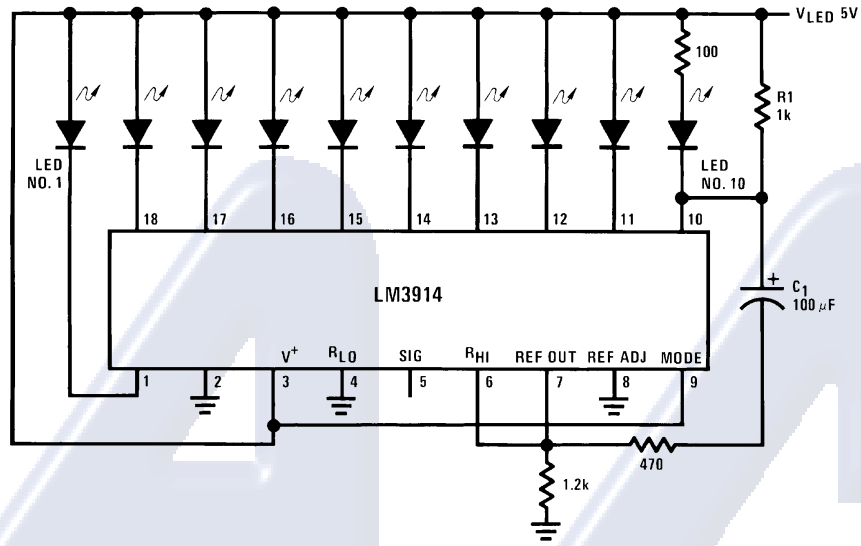 V_LED 5V
100
R1
1k
LED
NO. 1
LED
NO. 10
18 17 16 15 14 13 12 11 10
LM3914
+ C1
100 µF
V+ RLO SIG RHI REF OUT REF ADJ MODE
1 2 3 4 5 6 7 8 9
470
1.2k